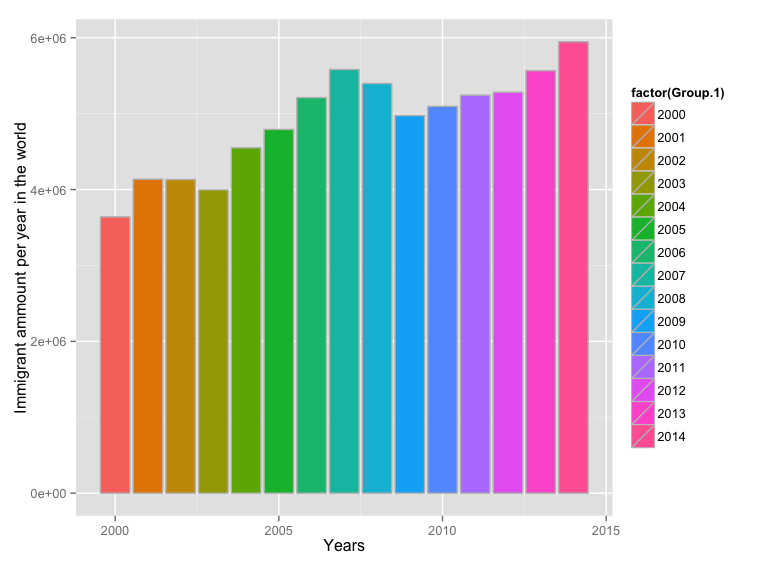 6e+06
4e+06
2e+06
0e+00
Immigrant ammount per year in the world
2000
2005
2010
2015
Years
factor(Group.1)
2000
2001
2002
2003
2004
2005
2006
2007
2008
2009
2010
2011
2012
2013
2014